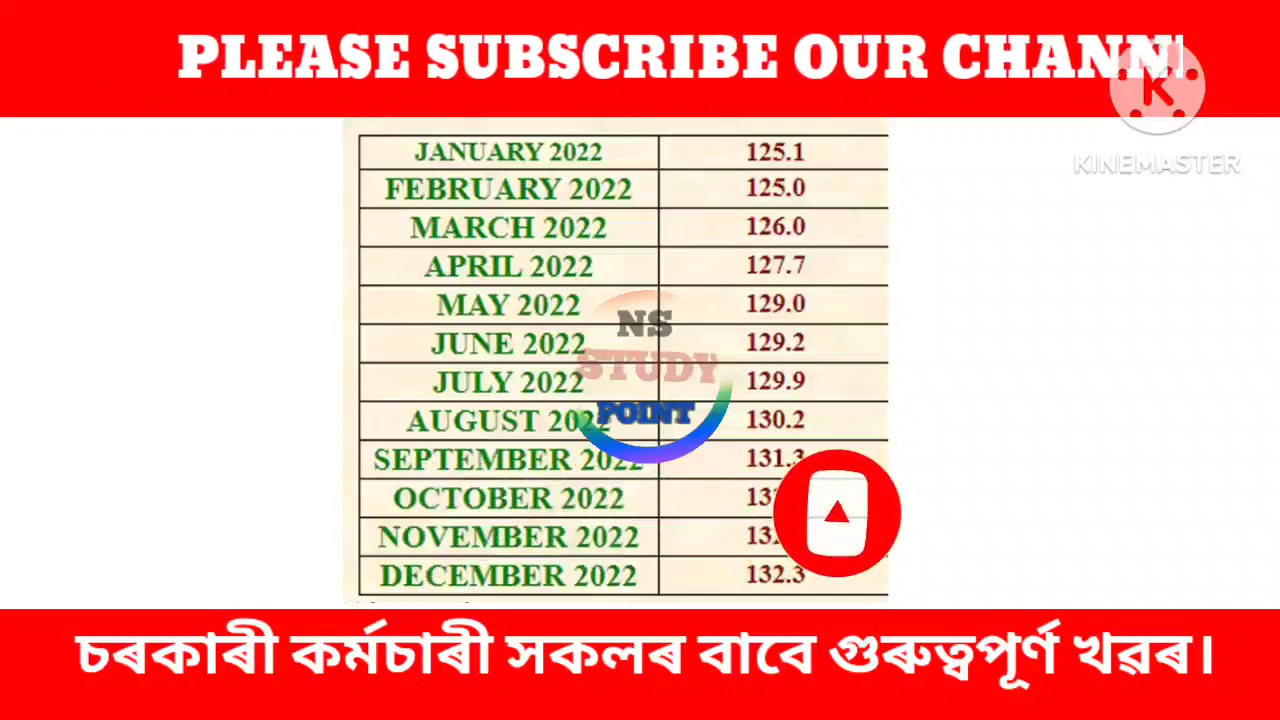 PLEASE SUBSCRIBE OUR CHANN
KINEMASTER
JANUARY 2022 125.1
FEBRUARY 2022 125.0
MARCH 2022 126.0
APRIL 2022 127.7
MAY 2022 129.0
JUNE 2022 129.2
JULY 2022 129.9
AUGUST 2022 130.2
SEPTEMBER 2022 131.3
OCTOBER 2022
NOVEMBER 2022
DECEMBER 2022 132.3
NS
STUDY
POINT
চৰকাৰী কৰ্মচাৰী সকলৰ বাবে গুৰুত্বপূৰ্ণ খৱৰ।